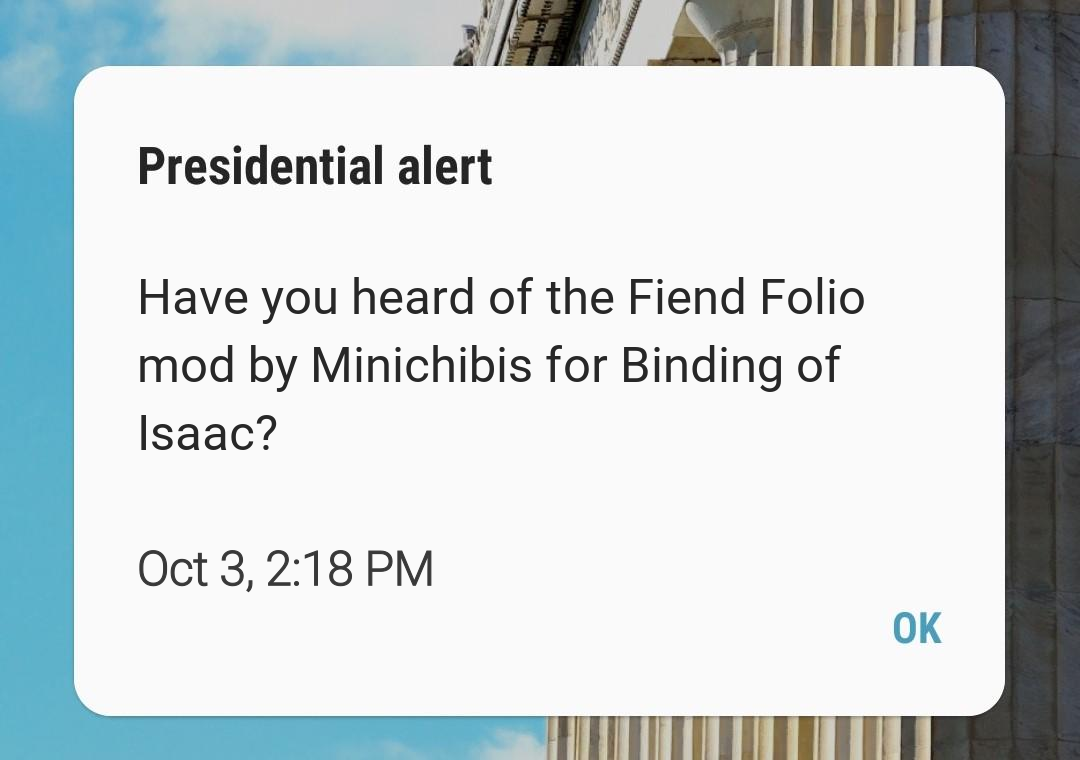 Presidential alert
Have you heard of the Fiend Folio
mod by Minichibis for Binding of
Isaac?
Oct 3, 2:18 PM
OK